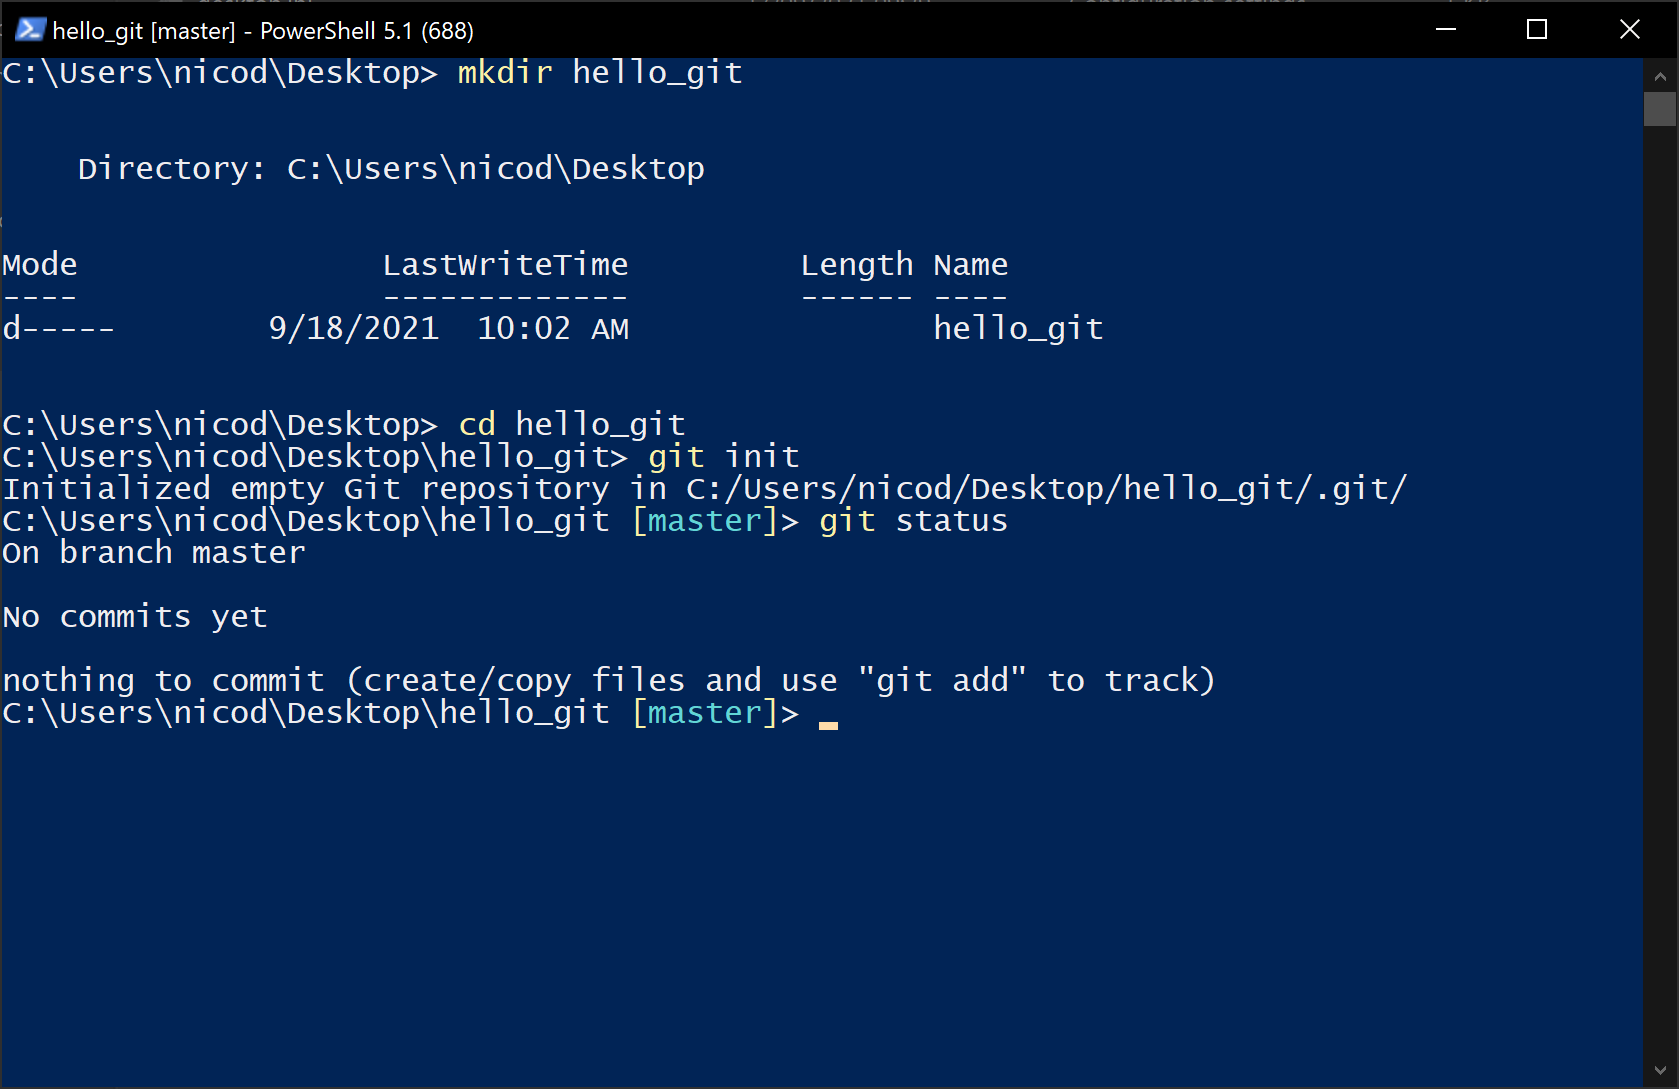 hello_git [master] - PowerShell 5.1 (688)
C:\Users\nicod\Desktop> mkdir hello_git
    Directory: C:\Users\nicod\Desktop
Mode                LastWriteTime         Length Name
----                -------------         ------ ----
d-----        9/18/2021  10:02 AM                hello_git
C:\Users\nicod\Desktop> cd hello_git
C:\Users\nicod\Desktop\hello_git> git init
Initialized empty Git repository in C:/Users/nicod/Desktop/hello_git/.git/
C:\Users\nicod\Desktop\hello_git [master]> git status
On branch master
No commits yet
nothing to commit (create/copy files and use "git add" to track)
C:\Users\nicod\Desktop\hello_git [master]>